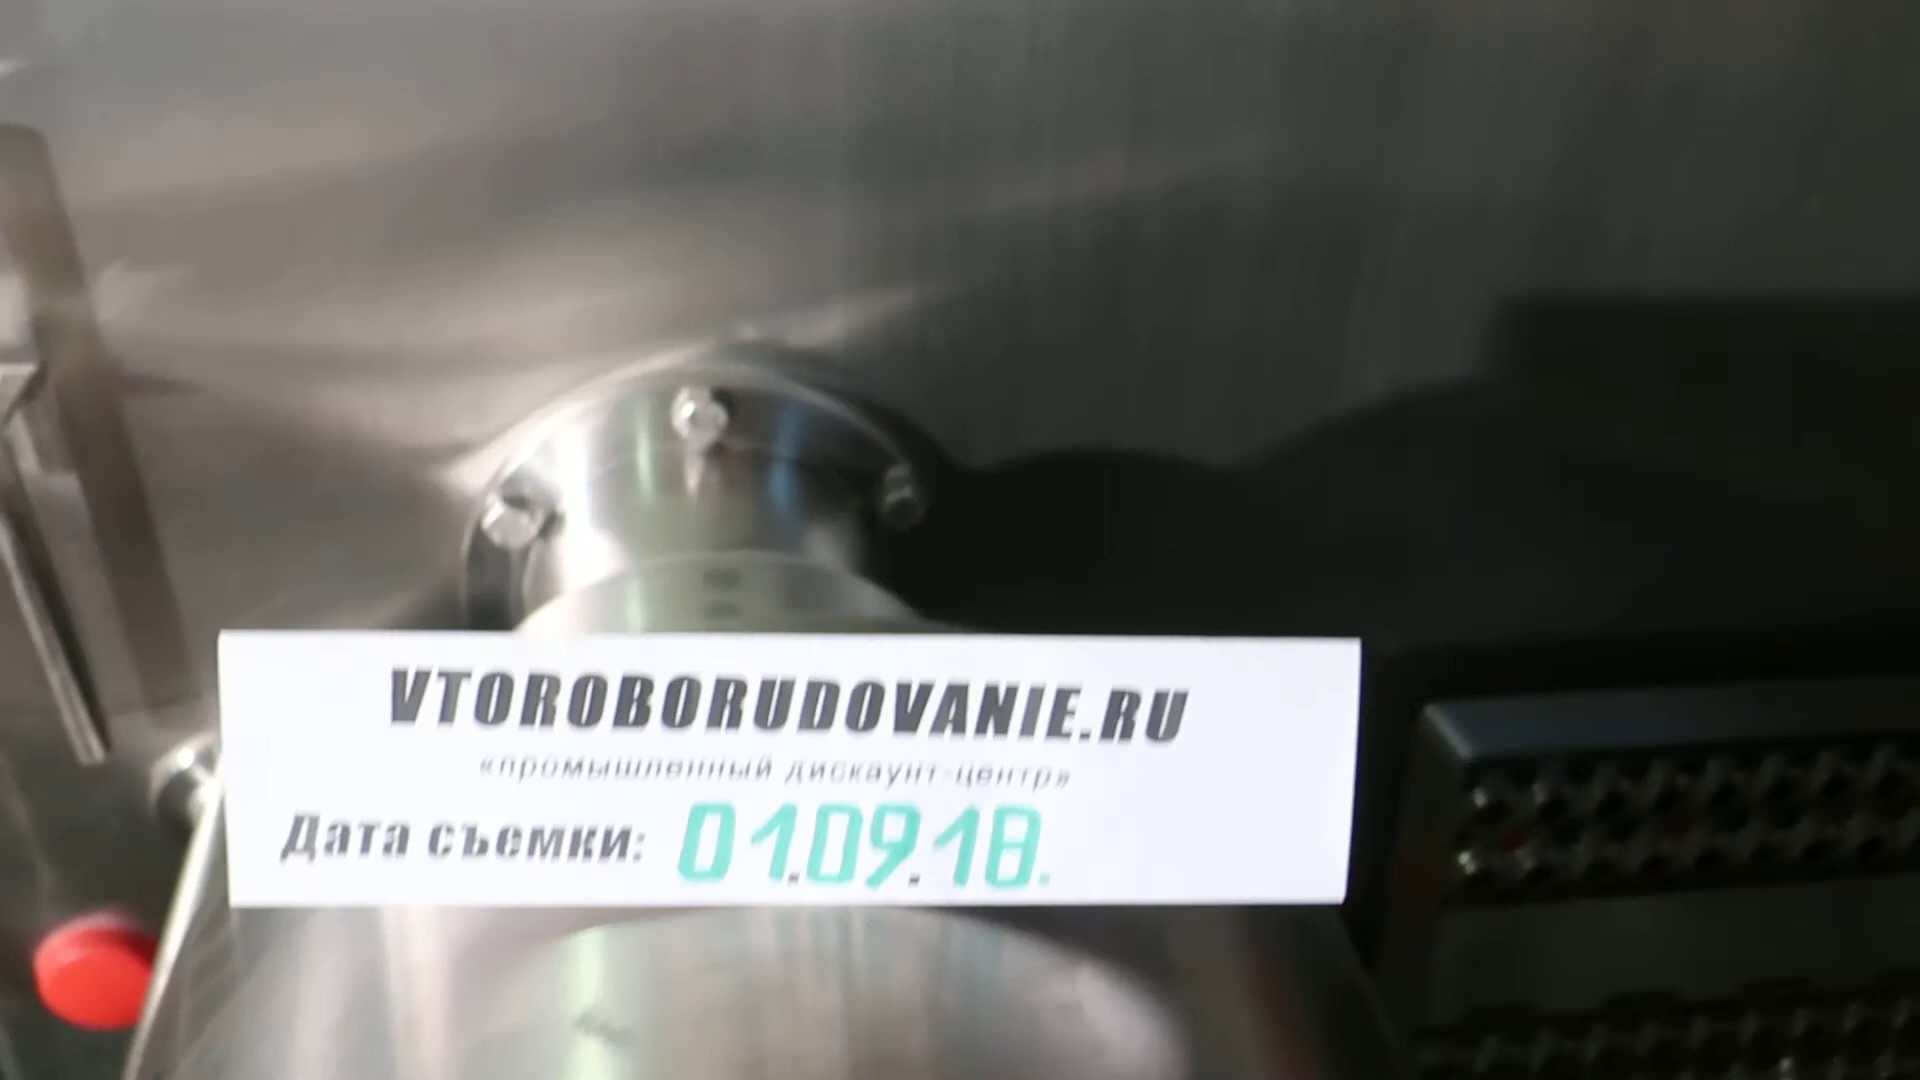 VTOROBORUDOVANIE.RU
«промышленный дискаунт-центр»
Дата съемки: 01.09.18.